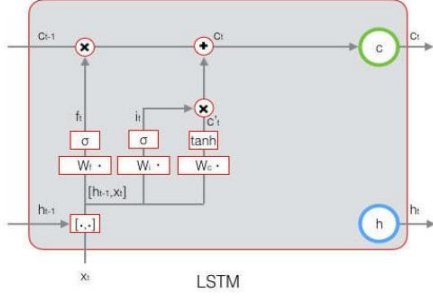 Ct-1 × + Ct c Ct
×
ft it c't
σ σ tanh
Wf · Wi · Wc ·
[ht-1,xt]
ht-1 [·,·] h ht
xt
LSTM